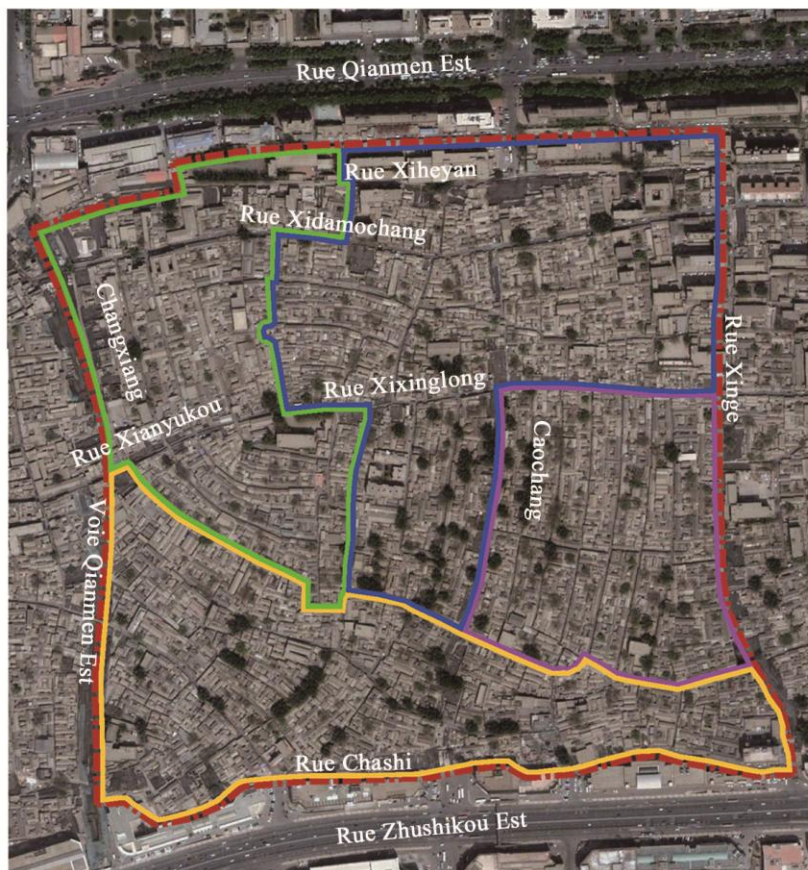 Rue Qianmen Est
Rue Xiheyan
Rue Xidamochang
Changxiang
Rue Xixinglong
Rue Xinge
Rue Xianyukou
Caochang
Voie Qianmen Est
Rue Chashi
Rue Zhushikou Est